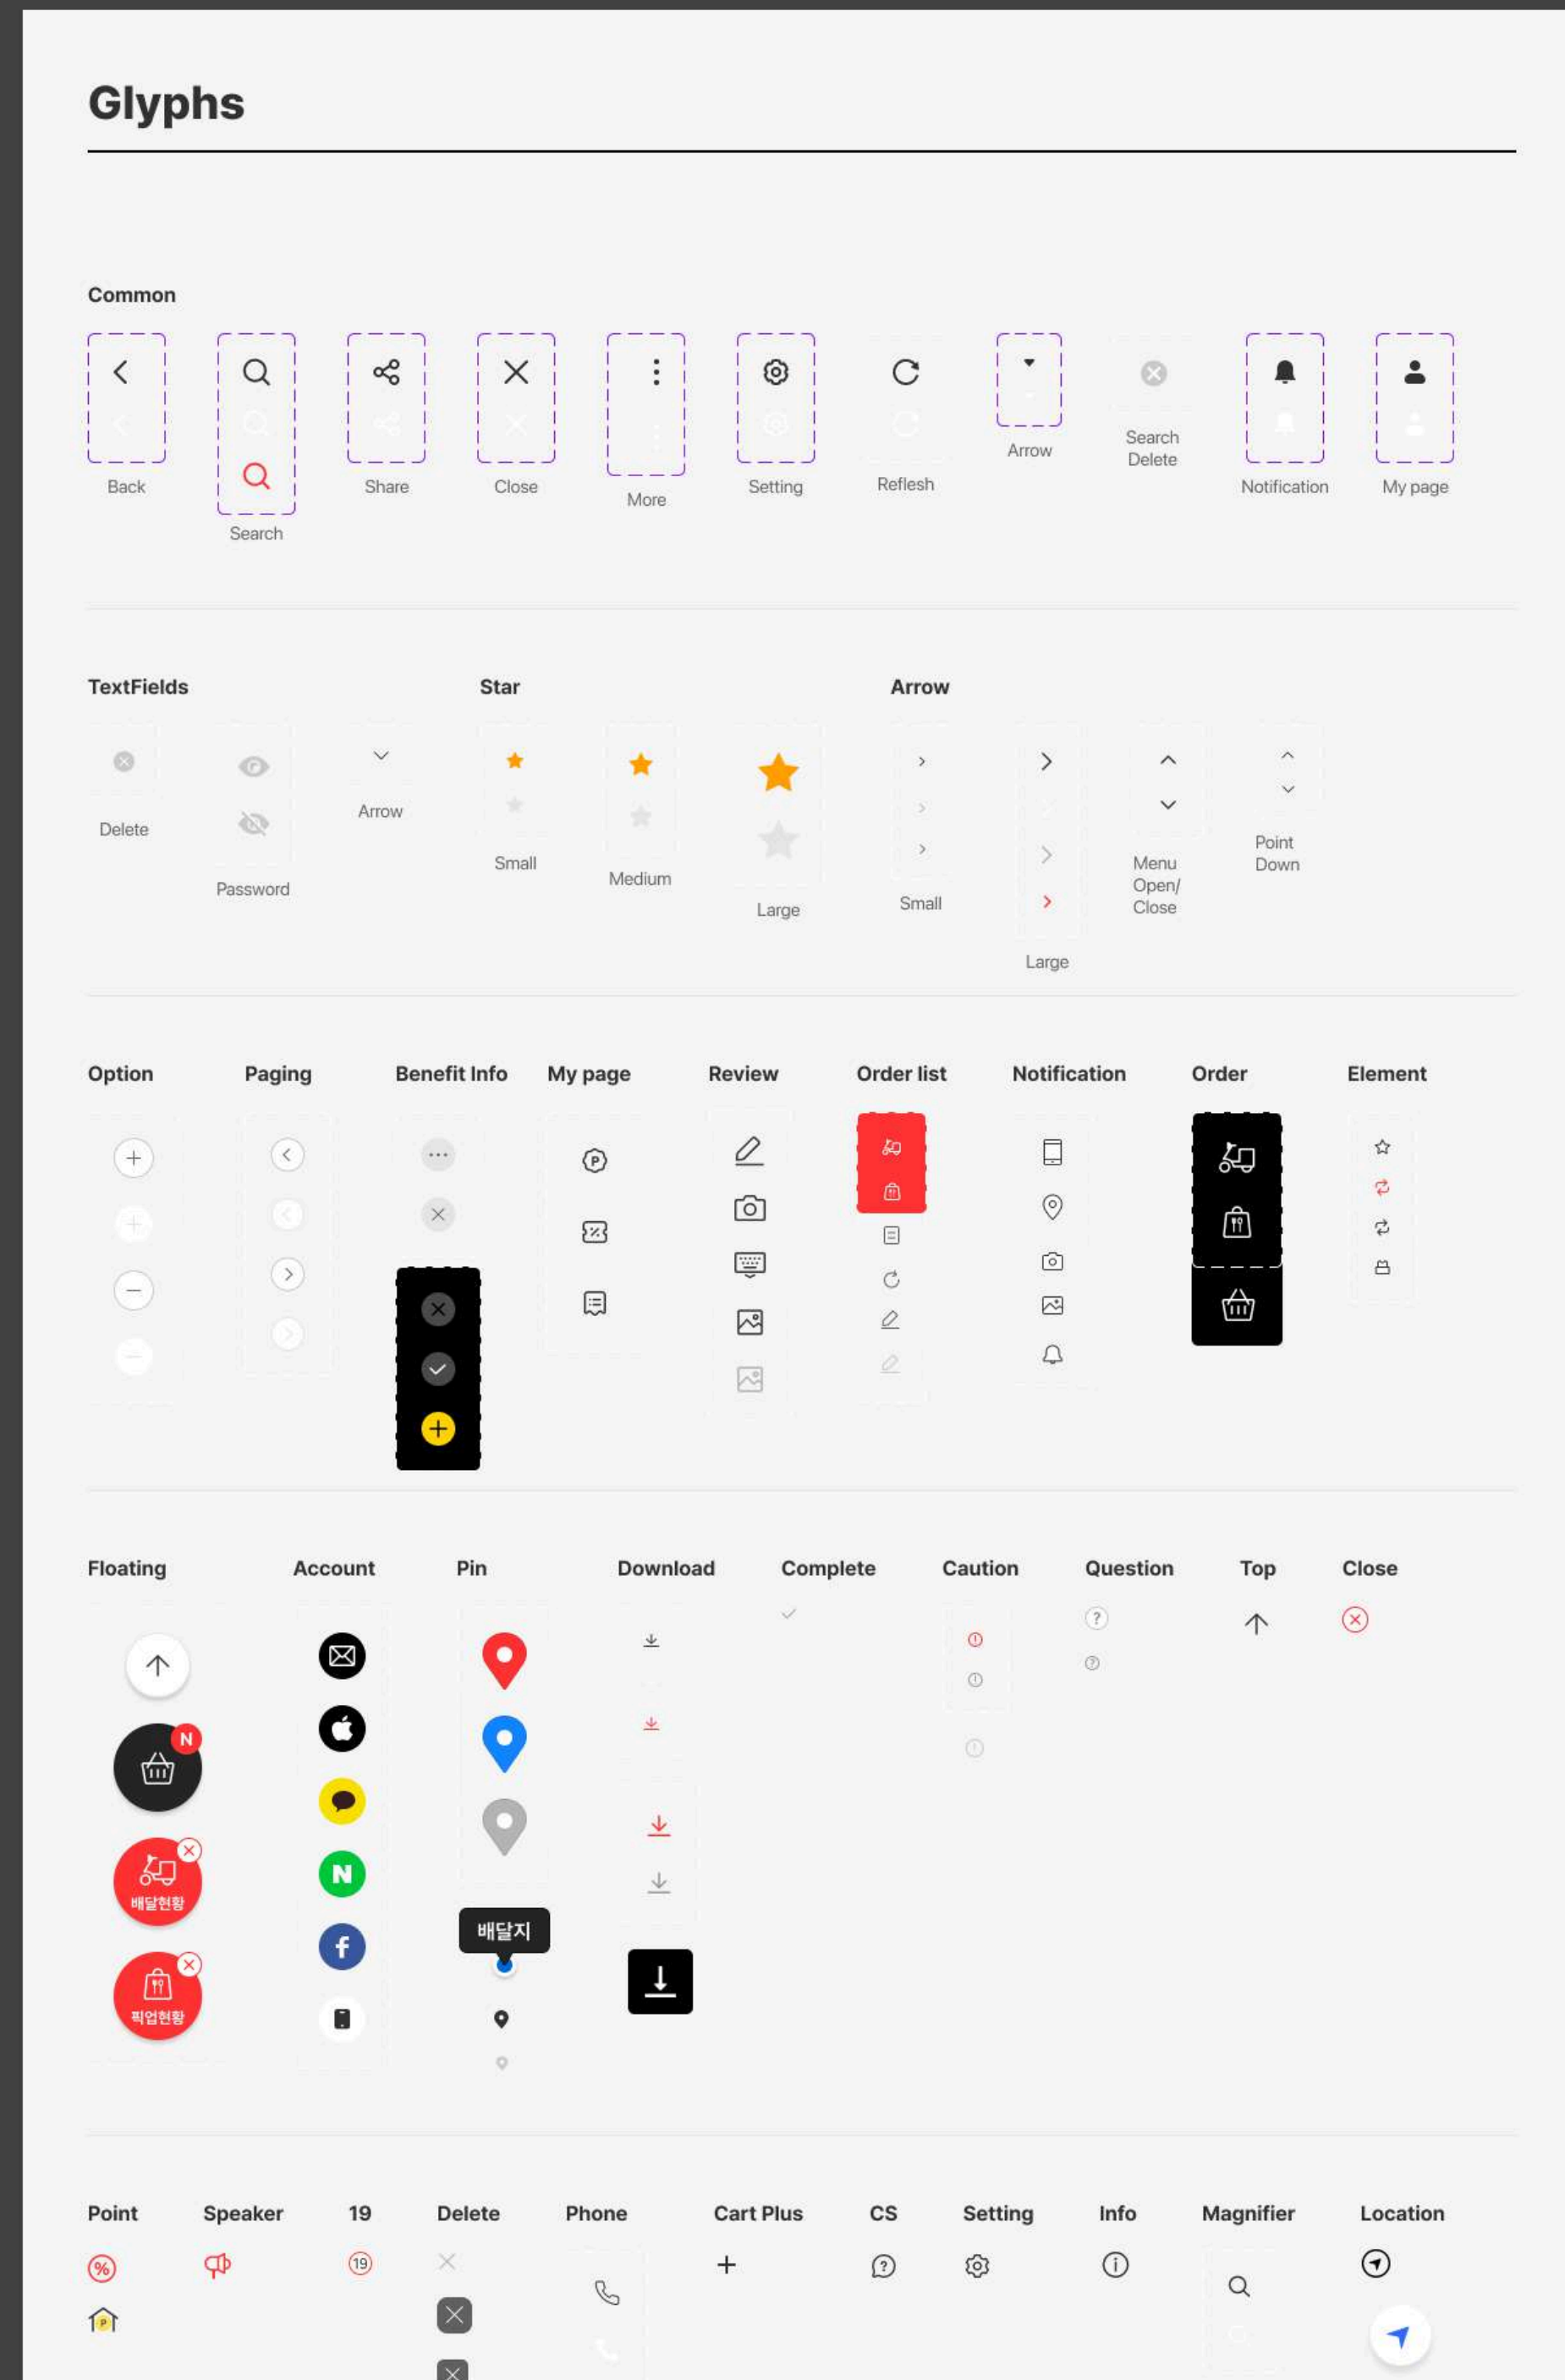 Glyphs
Common
Back
Search
Share
Close
More
Setting
Reflesh
Arrow
Search
Delete
Notification
My page
TextFields
Star
Arrow
Delete
Password
Arrow
Small
Medium
Large
Small
Large
Menu
Open/
Close
Point
Down
Option
Paging
Benefit Info
My page
Review
Order list
Notification
Order
Element
P
Floating
Account
Pin
Download
Complete
Caution
Question
Top
Close
N
배달현황
픽업현황
N
f
배달지
?
?
Point
Speaker
19
Delete
Phone
Cart Plus
CS
Setting
Info
Magnifier
Location
%
19
?
P